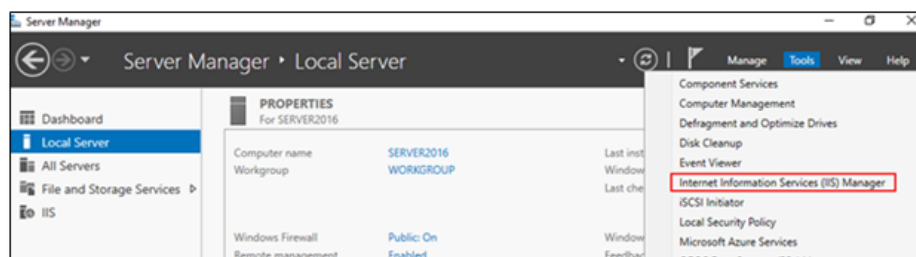 Server Manager
Server Manager • Local Server
Manage Tools View Help
Dashboard
Local Server
All Servers
File and Storage Services
IIS
PROPERTIES
For SERVER2016
Computer name SERVER2016
Workgroup WORKGROUP
Windows Firewall Public: On
Remote management Enabled
Last inst
Window
Last che
Window
Feedbac
Component Services
Computer Management
Defragment and Optimize Drives
Disk Cleanup
Event Viewer
Internet Information Services (IIS) Manager
iSCSI Initiator
Local Security Policy
Microsoft Azure Services